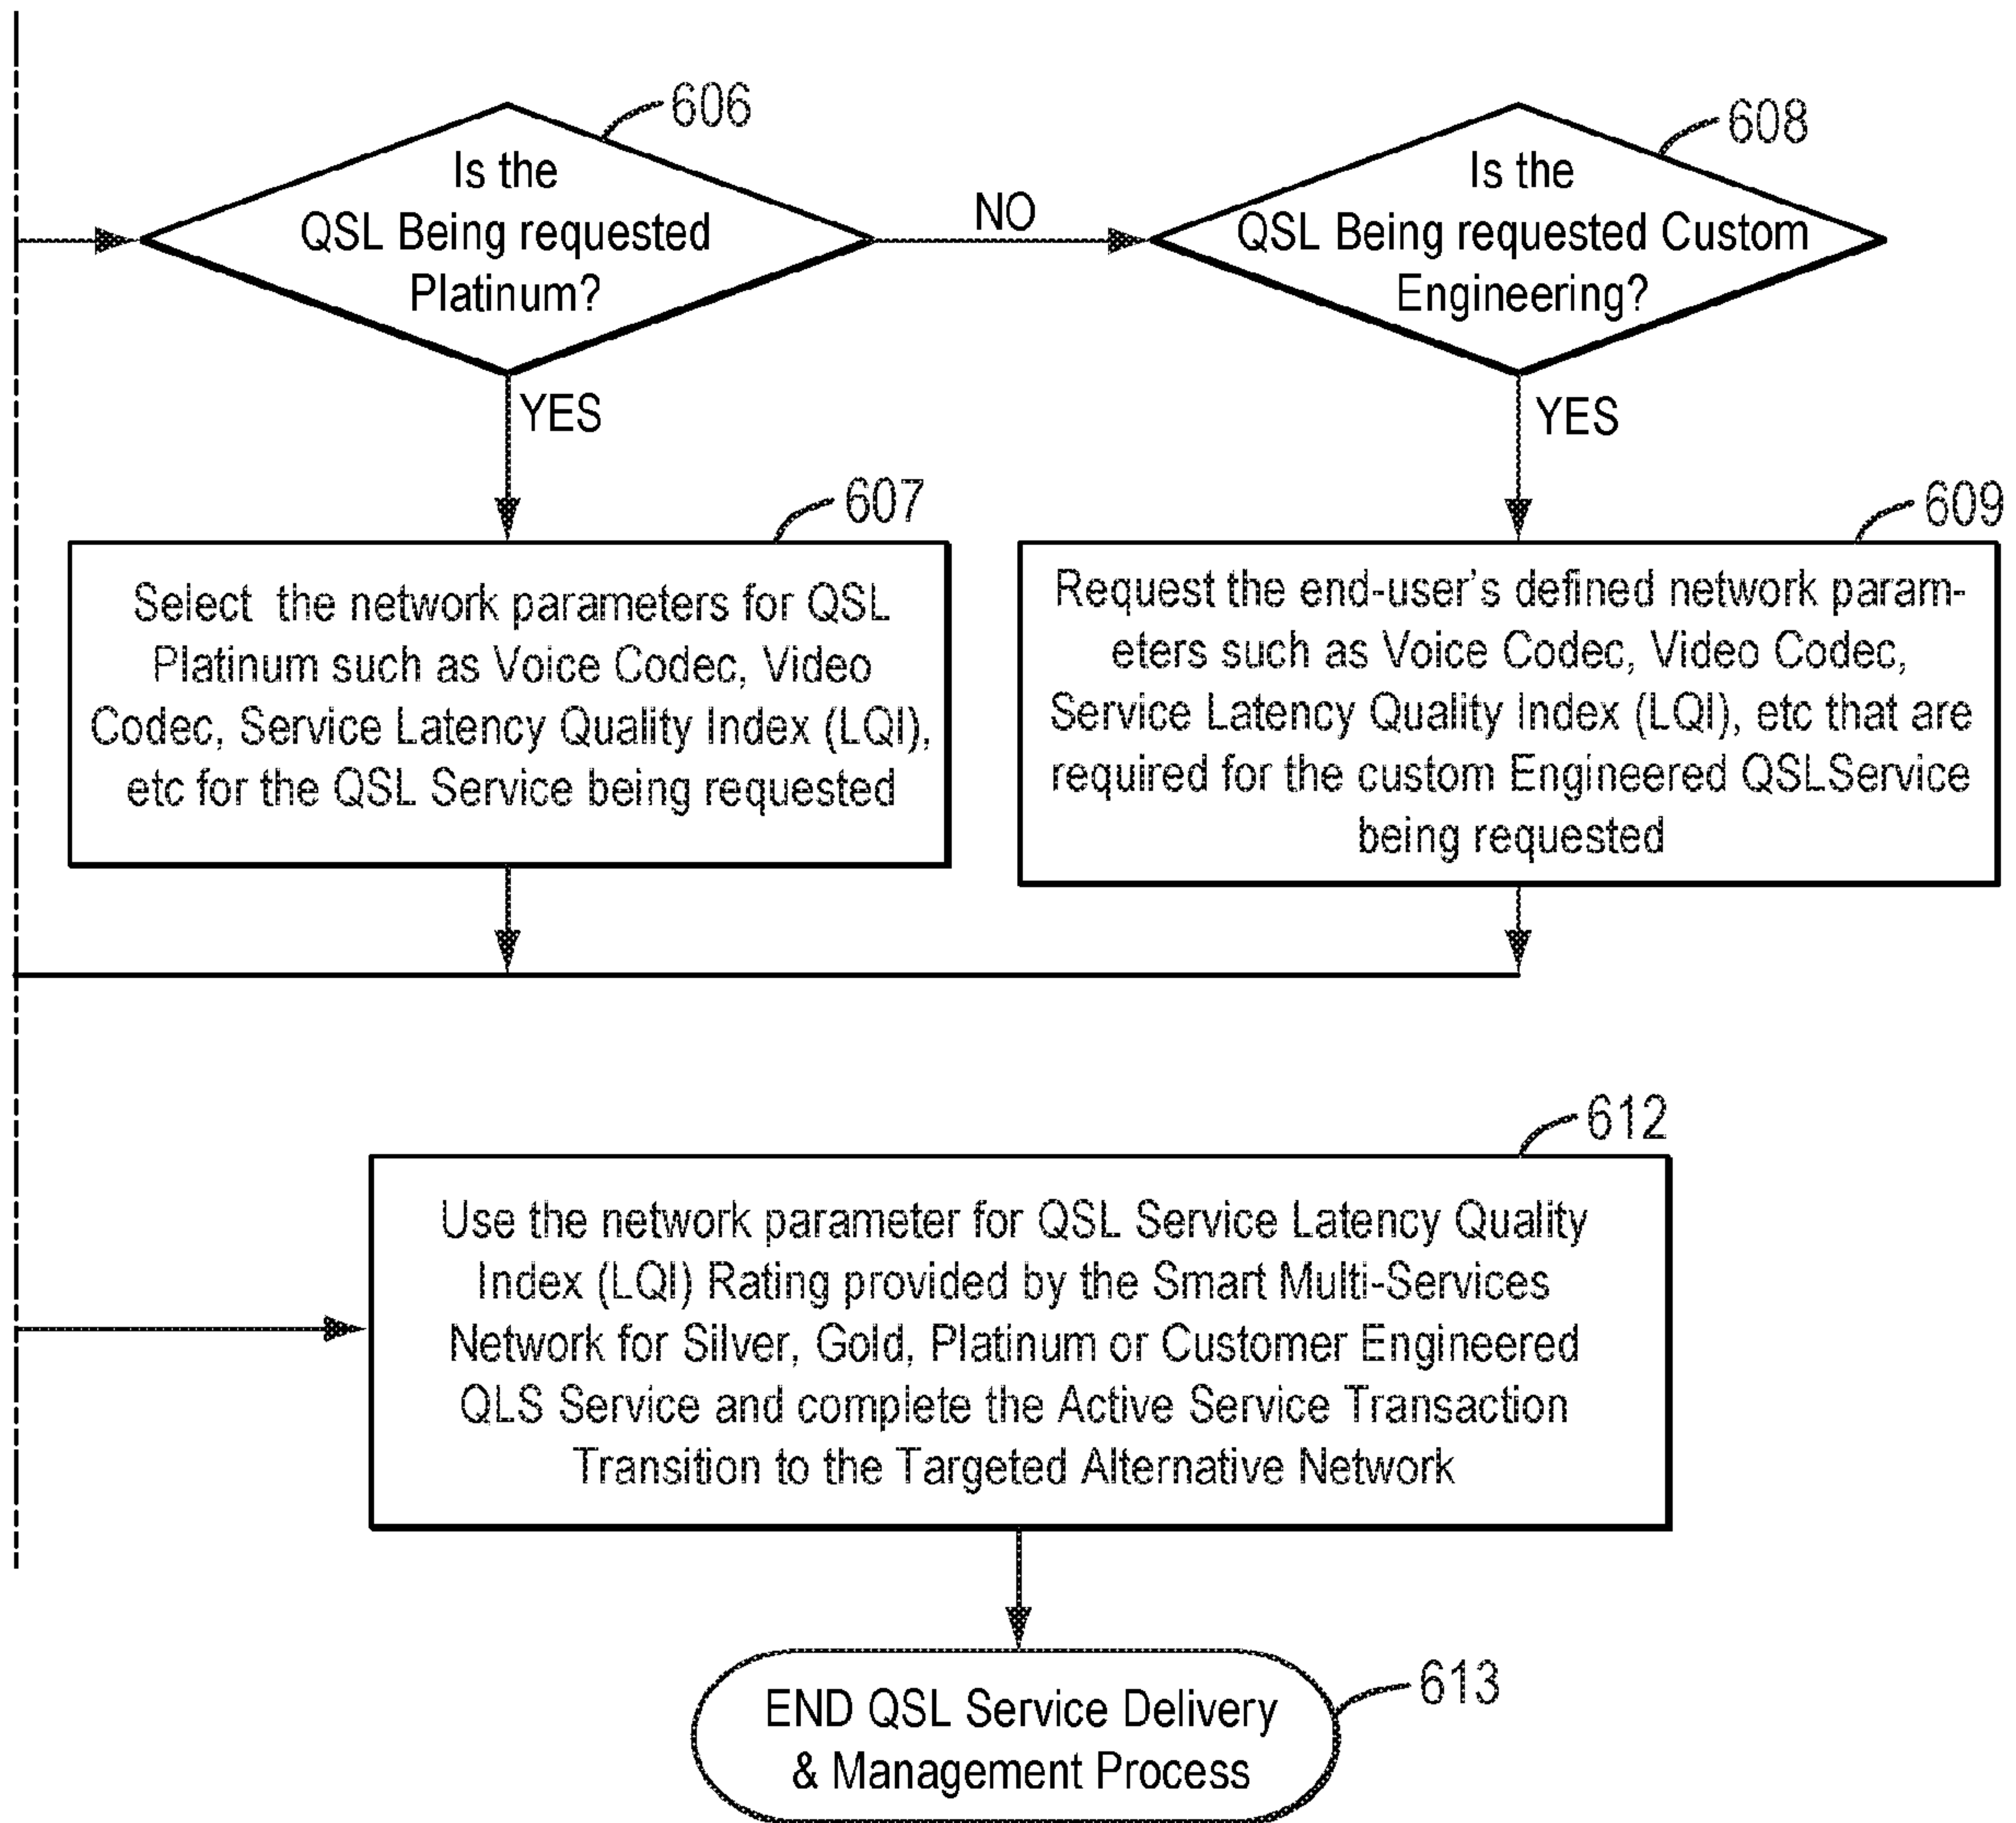 606
Is the
QSL Being requested
Platinum?
NO
608
Is the
QSL Being requested Custom
Engineering?
YES
YES
607
Select the network parameters for QSL
Platinum such as Voice Codec, Video
Codec, Service Latency Quality Index (LQI),
etc for the QSL Service being requested
609
Request the end-user's defined network param-
eters such as Voice Codec, Video Codec,
Service Latency Quality Index (LQI), etc that are
required for the custom Engineered QSLService
being requested
612
Use the network parameter for QSL Service Latency Quality
Index (LQI) Rating provided by the Smart Multi-Services
Network for Silver, Gold, Platinum or Customer Engineered
QLS Service and complete the Active Service Transaction
Transition to the Targeted Alternative Network
613
END QSL Service Delivery
& Management Process